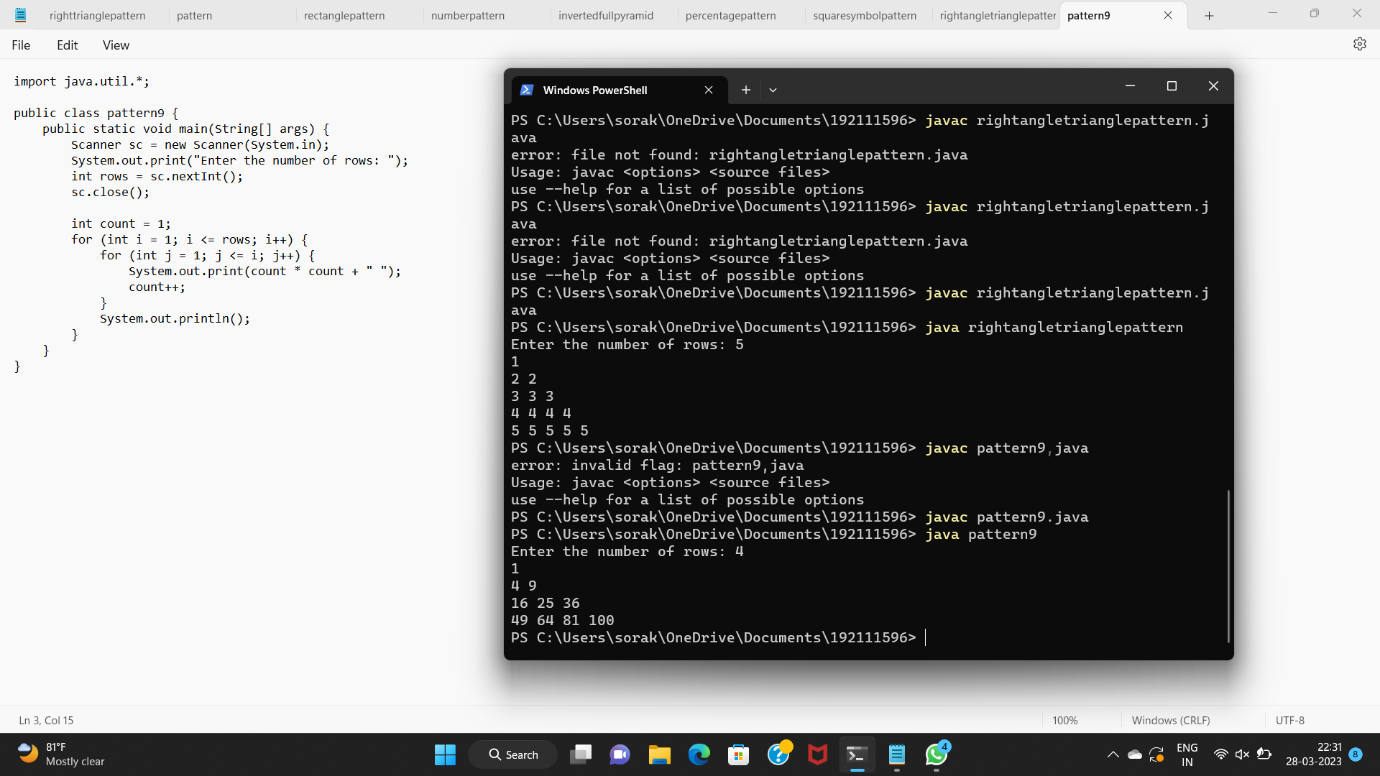 righttrianglepattern
pattern
rectanglepattern
numberpattern
invertedfullpyramid
percentagepattern
squaresymbolpattern
rightangletrianglepatter
pattern9
File
Edit
View
import java.util.*;
public class pattern9 {
public static void main(String[] args) {
Scanner sc = new Scanner(System.in);
System.out.print("Enter the number of rows: ");
int rows = sc.nextInt();
sc.close();
int count = 1;
for (int i = 1; i <= rows; i++) {
for (int j = 1; j <= i; j++) {
System.out.print(count * count + " ");
count++;
}
System.out.println();
}
}
}
Windows PowerShell
PS C:\Users\sorak\OneDrive\Documents\192111596> javac rightangletrianglepattern.j
ava
error: file not found: rightangletrianglepattern.java
Usage: javac <options> <source files>
use --help for a list of possible options
PS C:\Users\sorak\OneDrive\Documents\192111596> javac rightangletrianglepattern.j
ava
error: file not found: rightangletrianglepattern.java
Usage: javac <options> <source files>
use --help for a list of possible options
PS C:\Users\sorak\OneDrive\Documents\192111596> javac rightangletrianglepattern.j
ava
PS C:\Users\sorak\OneDrive\Documents\192111596> java rightangletrianglepattern
Enter the number of rows: 5
1
2 2
3 3 3
4 4 4 4
5 5 5 5 5
PS C:\Users\sorak\OneDrive\Documents\192111596> javac pattern9,java
error: invalid flag: pattern9,java
Usage: javac <options> <source files>
use --help for a list of possible options
PS C:\Users\sorak\OneDrive\Documents\192111596> javac pattern9.java
PS C:\Users\sorak\OneDrive\Documents\192111596> java pattern9
Enter the number of rows: 4
1
4 9
16 25 36
49 64 81 100
PS C:\Users\sorak\OneDrive\Documents\192111596>
Ln 3, Col 15
100%
Windows (CRLF)
UTF-8
81°F
Mostly clear
Search
4
ENG
IN
22:31
28-03-2023
8